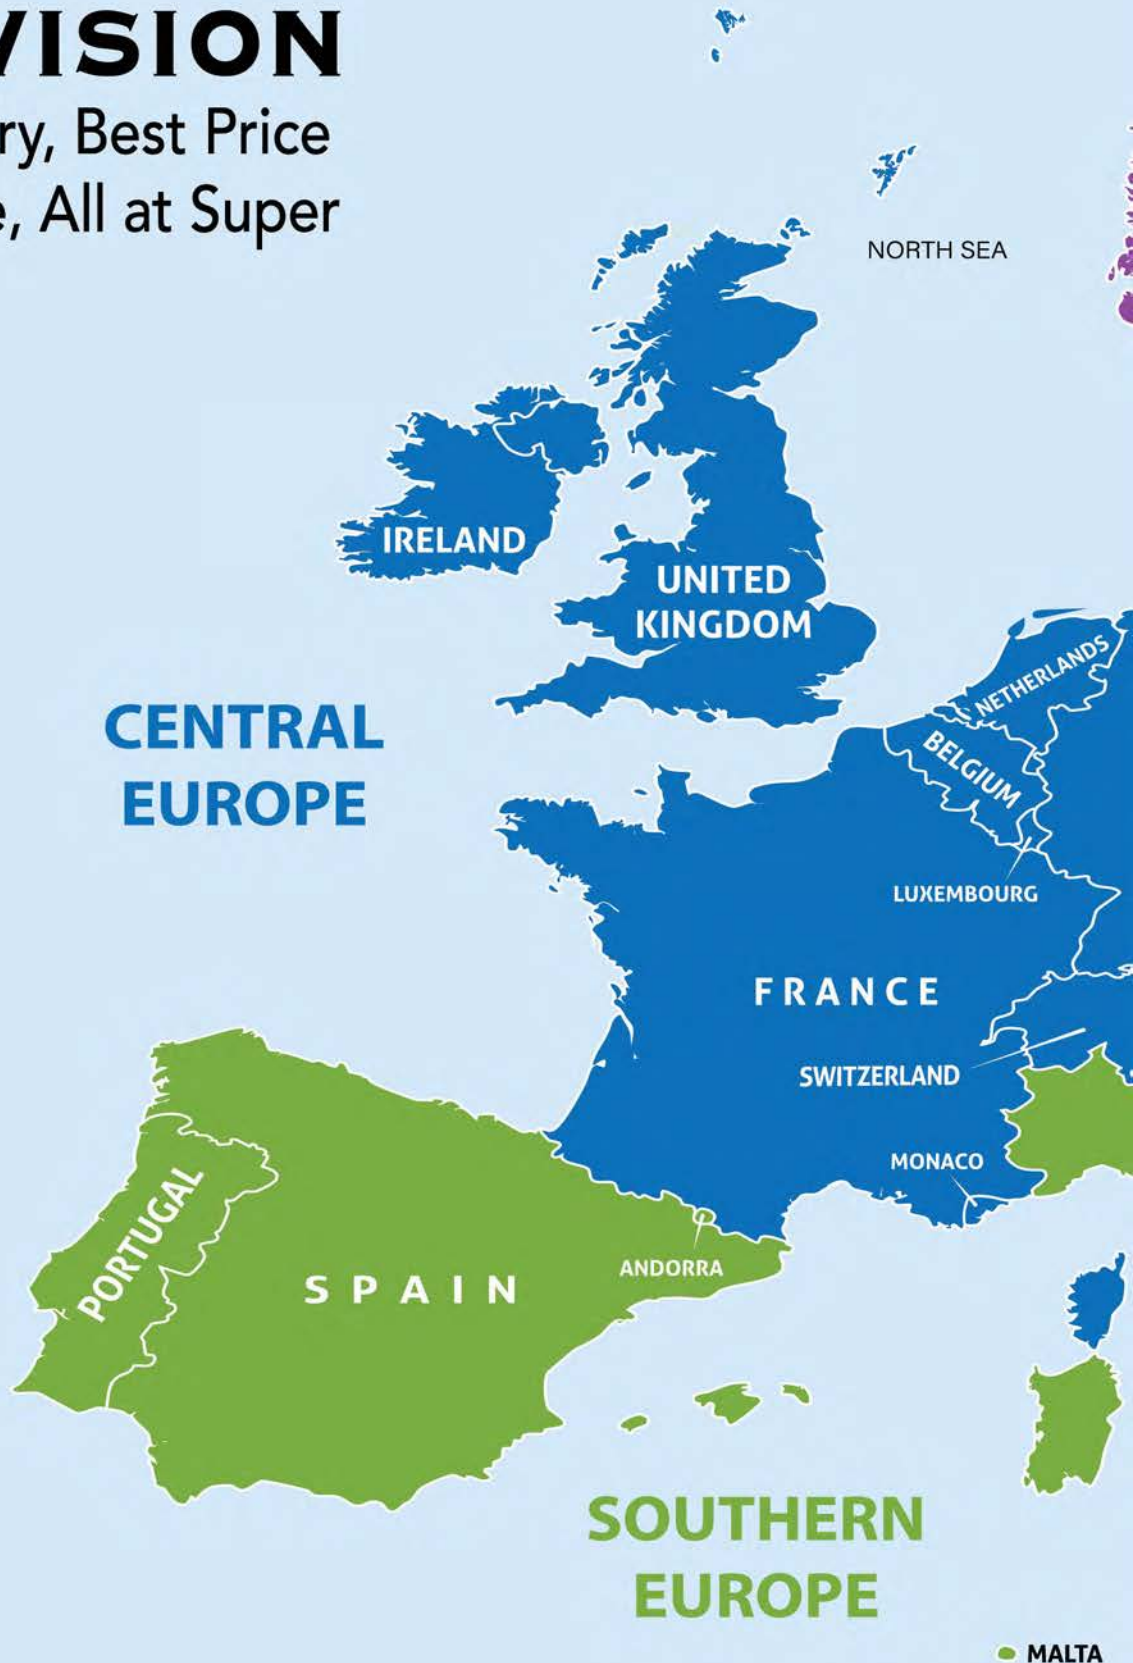 VISION
ry, Best Price
e, All at Super
NORTH SEA
IRELAND
UNITED
KINGDOM
NETHERLANDS
BELGIUM
CENTRAL
EUROPE
LUXEMBOURG
FRANCE
SWITZERLAND
MONACO
PORTUGAL
SPAIN
ANDORRA
SOUTHERN
EUROPE
MALTA